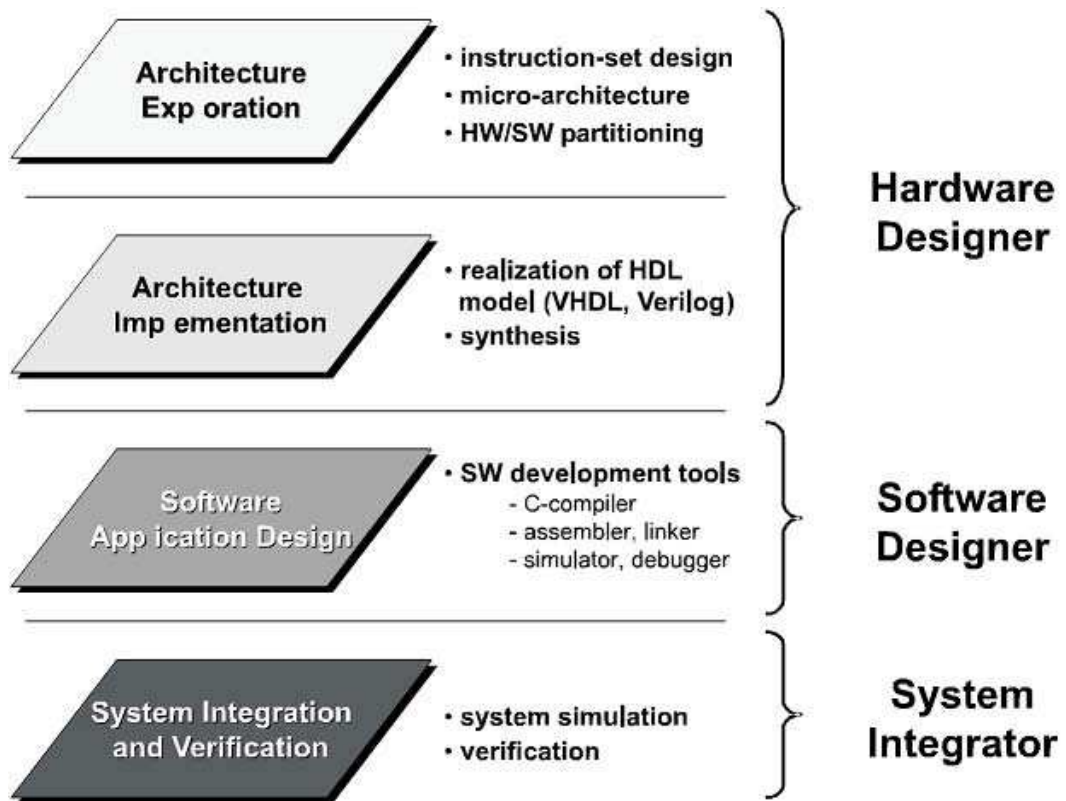 Architecture
Exp oration
• instruction-set design
• micro-architecture
• HW/SW partitioning
Hardware
Designer
Architecture
Imp ementation
• realization of HDL
model (VHDL, Verilog)
• synthesis
Software
App ication Design
• SW development tools
- C-compiler
- assembler, linker
- simulator, debugger
Software
Designer
System Integration
and Verification
• system simulation
• verification
System
Integrator